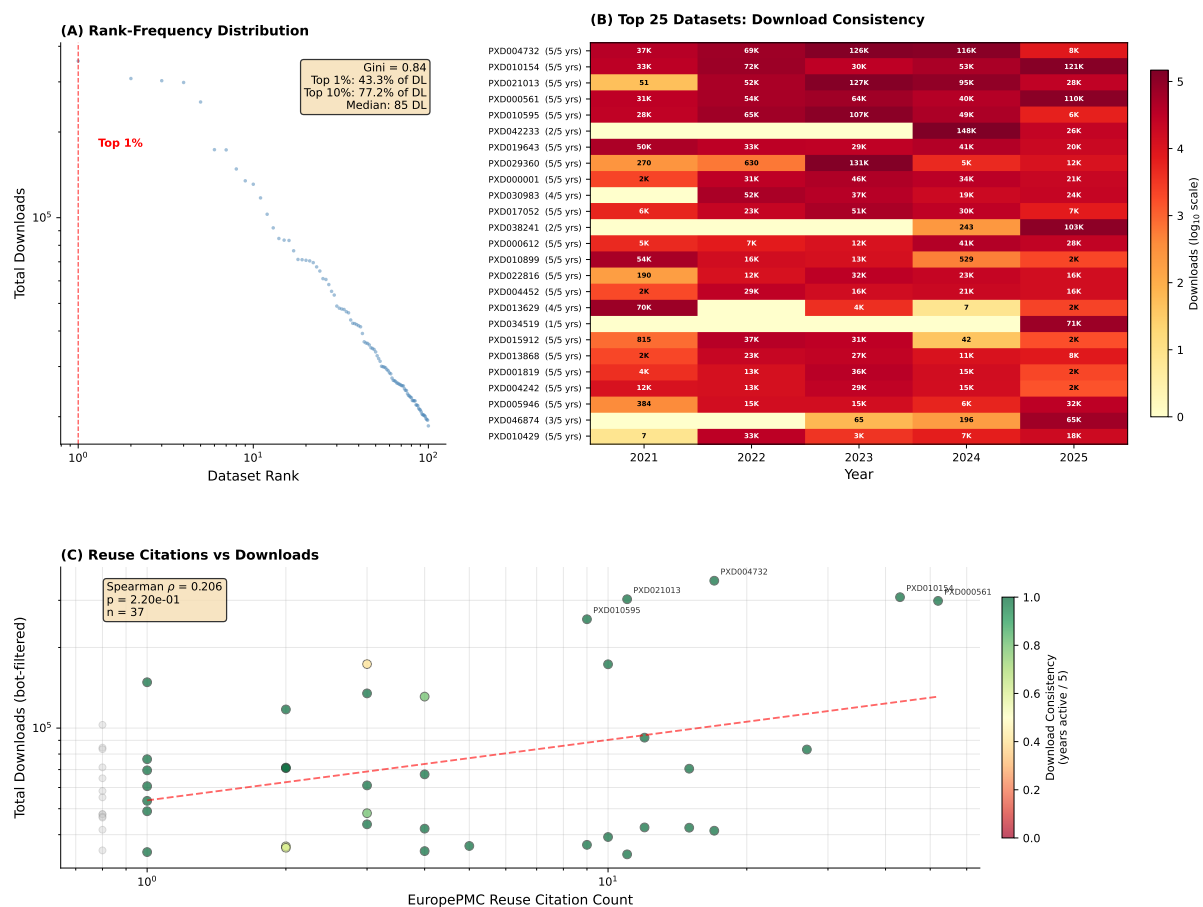 (A) Rank-Frequency Distribution
Gini = 0.84
Top 1%: 43.3% of DL
Top 10%: 77.2% of DL
Median: 85 DL
Top 1%
Total Downloads
10⁵
10⁰ 10¹ 10²
Dataset Rank
(B) Top 25 Datasets: Download Consistency
PXD004732 (5/5 yrs) 37K 69K 126K 116K 8K
PXD010154 (5/5 yrs) 33K 72K 30K 53K 121K
PXD021013 (5/5 yrs) 51 52K 127K 95K 28K
PXD000561 (5/5 yrs) 31K 54K 64K 40K 110K
PXD010595 (5/5 yrs) 28K 65K 107K 49K 6K
PXD042233 (2/5 yrs) 148K 26K
PXD019643 (5/5 yrs) 50K 33K 29K 41K 20K
PXD029360 (5/5 yrs) 270 630 131K 5K 12K
PXD000001 (5/5 yrs) 2K 31K 46K 34K 21K
PXD030983 (4/5 yrs) 52K 37K 19K 24K
PXD017052 (5/5 yrs) 6K 23K 51K 30K 7K
PXD038241 (2/5 yrs) 243 103K
PXD000612 (5/5 yrs) 5K 7K 12K 41K 28K
PXD010899 (5/5 yrs) 54K 16K 13K 529 2K
PXD022816 (5/5 yrs) 190 12K 32K 23K 16K
PXD004452 (5/5 yrs) 2K 29K 16K 21K 16K
PXD013629 (4/5 yrs) 70K 4K 7 2K
PXD034519 (1/5 yrs) 71K
PXD015912 (5/5 yrs) 815 37K 31K 42 2K
PXD013868 (5/5 yrs) 2K 23K 27K 11K 8K
PXD001819 (5/5 yrs) 4K 13K 36K 15K 2K
PXD004242 (5/5 yrs) 12K 13K 29K 15K 2K
PXD005946 (5/5 yrs) 384 15K 15K 6K 32K
PXD046874 (3/5 yrs) 65 196 65K
PXD010429 (5/5 yrs) 7 33K 3K 7K 18K
2021 2022 2023 2024 2025
Year
5
4
3
2
1
0
Downloads (log₁₀ scale)
(C) Reuse Citations vs Downloads
Spearman ρ = 0.206
p = 2.20e-01
n = 37
PXD004732
PXD021013
PXD010154
PXD000561
PXD010595
Total Downloads (bot-filtered)
10⁵
10⁰ 10¹
EuropePMC Reuse Citation Count
1.0
0.8
0.6
0.4
0.2
0.0
Download Consistency
(years active / 5)